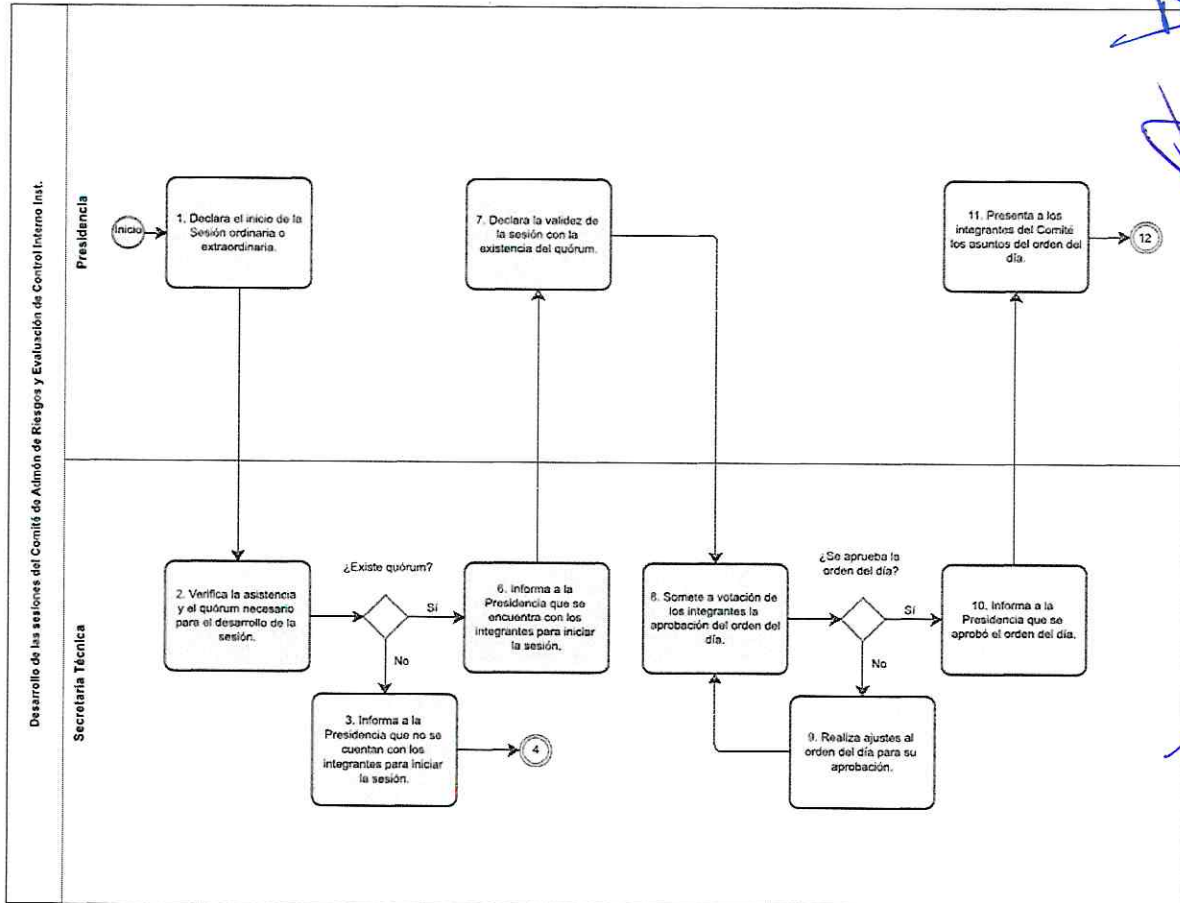 Desarrollo de las sesiones del Comité de Admón de Riesgos y Evaluación de Control Interno Inst.
Presidencia
Inicio
1. Declara el inicio de la
Sesión ordinaria o
extraordinaria.
7. Declara la validez de
la sesión con la
existencia del quórum.
11. Presenta a los
integrantes del Comité
los asuntos del orden del
día.
12
Secretaría Técnica
2. Verifica la asistencia
y el quórum necesario
para el desarrollo de la
sesión.
¿Existe quórum?
Sí
No
3. Informa a la
Presidencia que no se
cuentan con los
integrantes para iniciar
la sesión.
4
6. Informa a la
Presidencia que se
encuentra con los
integrantes para iniciar
la sesión.
8. Somete a votación de
los integrantes la
aprobación del orden del
día.
¿Se aprueba la
orden del día?
Sí
No
9. Realiza ajustes al
orden del día para su
aprobación.
10. Informa a la
Presidencia que se
aprobó el orden del día.